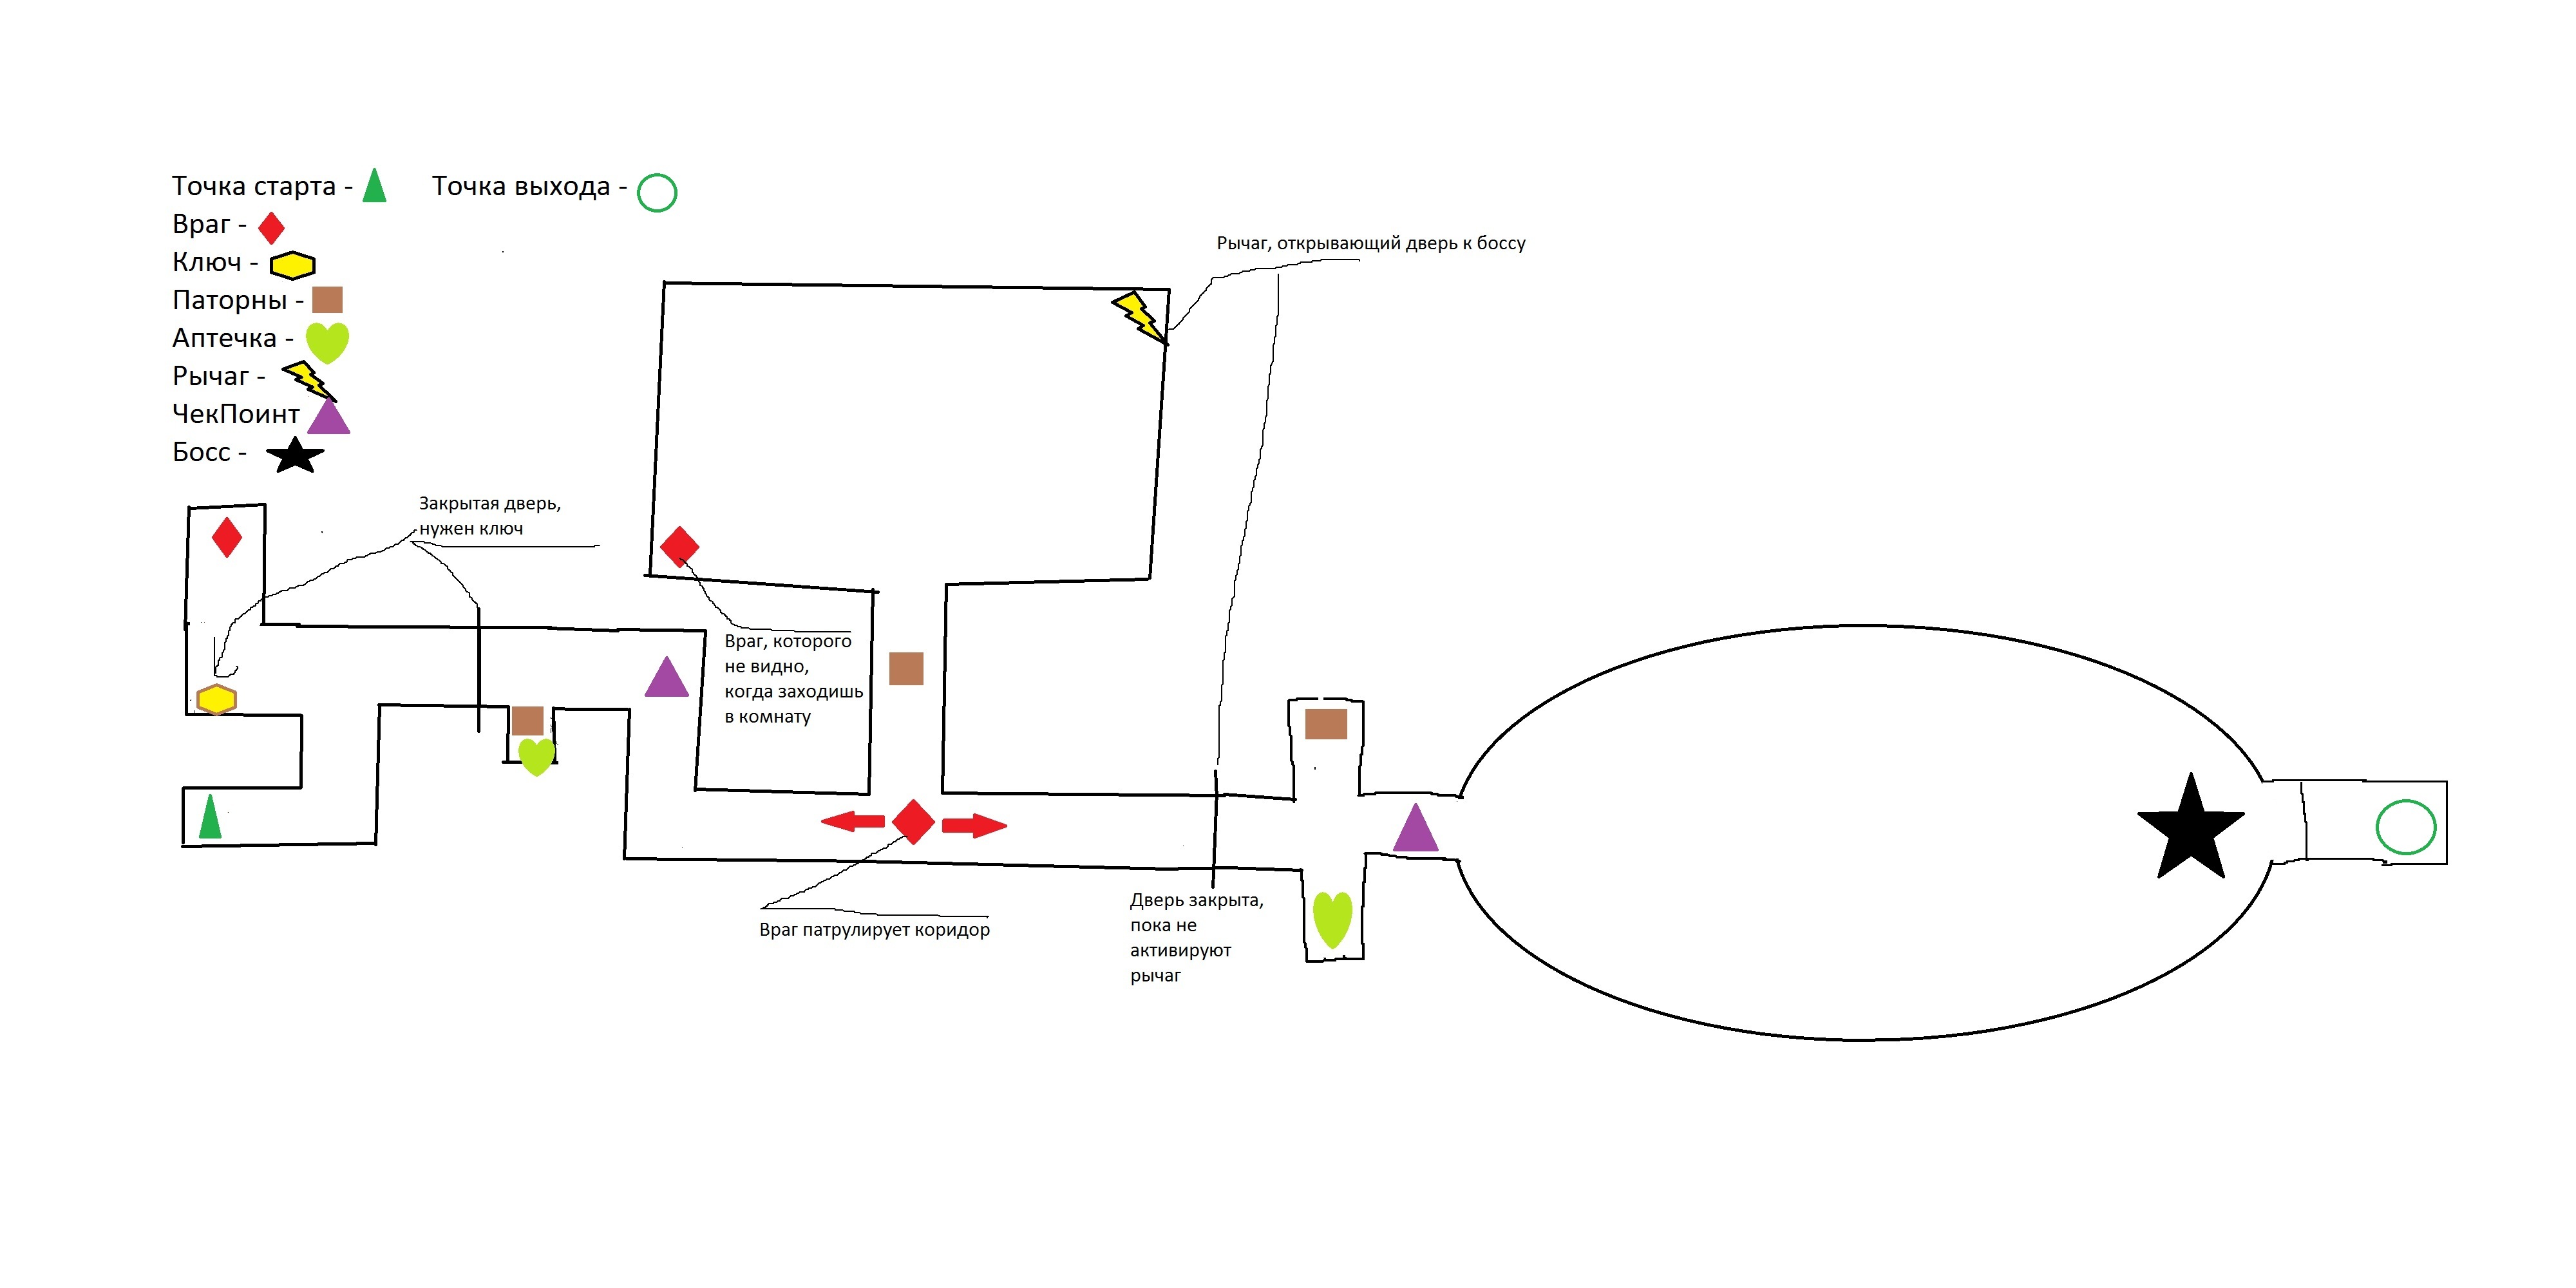 Точка старта -
Точка выхода -
Враг -
Ключ -
Паторны -
Аптечка -
Рычаг -
ЧекПоинт
Босс -
Рычаг, открывающий дверь к боссу
Закрытая дверь,
нужен ключ
Враг, которого
не видно,
когда заходишь
в комнату
Враг патрулирует коридор
Дверь закрыта,
пока не
активируют
рычаг